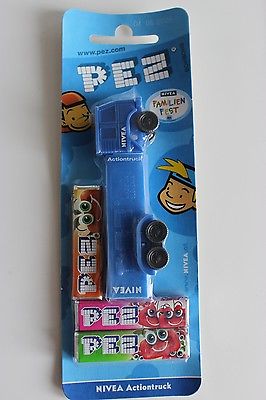 www.pez.com
PEZ
NIVEA
FAMILIEN
FEST
NIVEA
Actiontruck
PEZ
NIVEA
PEZ
PEZ
NIVEA Actiontruck